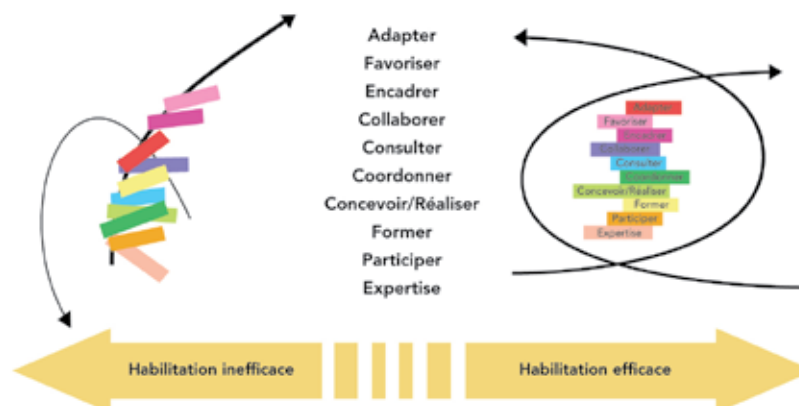 Adapter
Favoriser
Encadrer
Collaborer
Consulter
Coordonner
Concevoir/Réaliser
Former
Participer
Expertise
Adapter
Favoriser
Encadrer
Collaborer
Consulter
Coordonner
Concevoir/Réaliser
Former
Participer
Expertise
Habilitation inefficace
Habilitation efficace